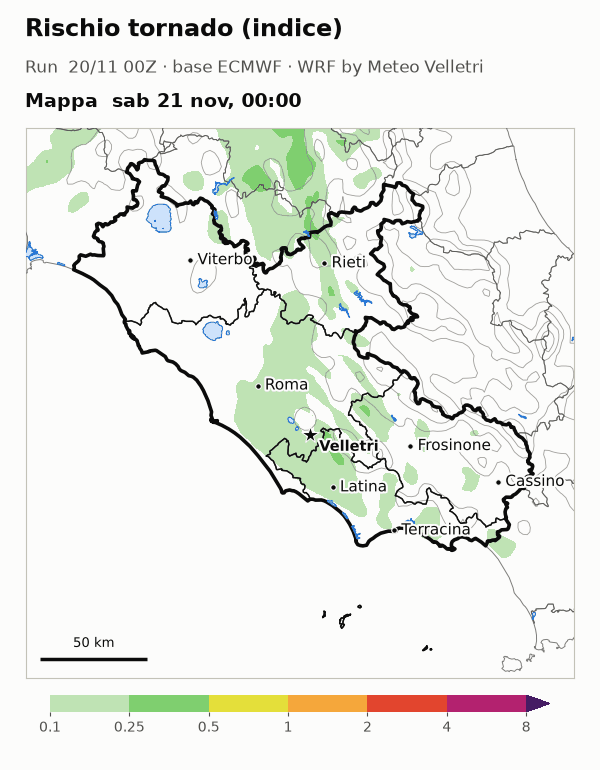 Rischio tornado (indice)
Run  20/11 00Z · base ECMWF · WRF by Meteo Velletri
Mappa  sab 21 nov, 00:00
Viterbo
Rieti
Roma
Velletri
Frosinone
Latina
Cassino
Terracina
50 km
0.1 0.25 0.5 1 2 4 8